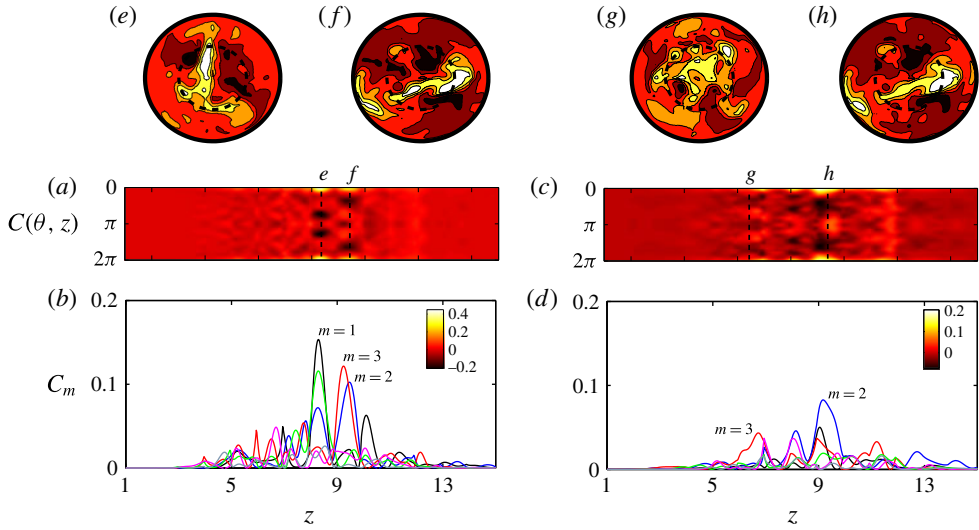 (e) (f) (g) (h)
e f g h
(a) 0 (c) 0
C(θ, z) π π
2π 2π
(b) 0.2 (d) 0.2
0.4 0.2
0.2 0.1
0 0
−0.2
m = 1
m = 3
m = 2
m = 2
m = 3
C_m 0.1 0.1
0 0
1 5 9 13 1 5 9 13
z z